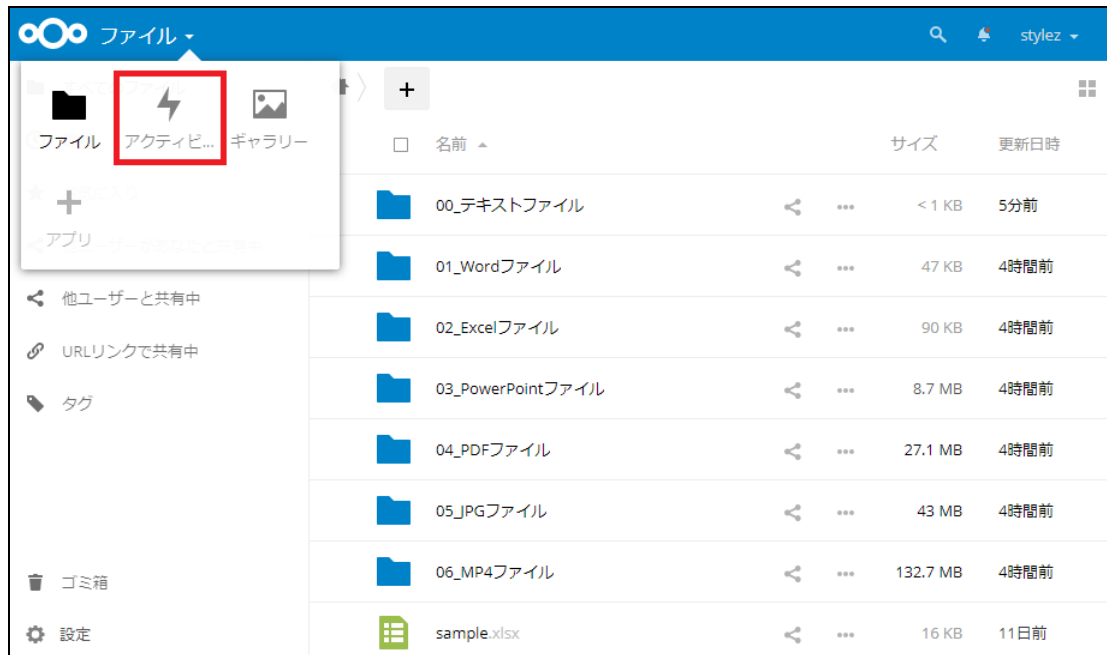 ファイル
stylez
ファイル
アクティビ...
ギャラリー
アプリ
他ユーザーと共有中
URLリンクで共有中
タグ
ゴミ箱
設定
+
名前 サイズ 更新日時
00_テキストファイル < 1 KB 5分前
01_Wordファイル 47 KB 4時間前
02_Excelファイル 90 KB 4時間前
03_PowerPointファイル 8.7 MB 4時間前
04_PDFファイル 27.1 MB 4時間前
05_JPGファイル 43 MB 4時間前
06_MP4ファイル 132.7 MB 4時間前
sample.xlsx 16 KB 11日前